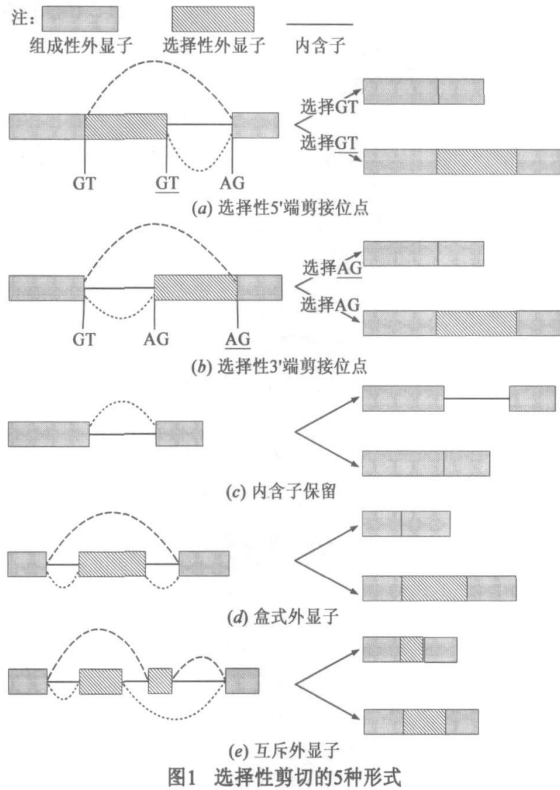 注：
组成性外显子 选择性外显子 内含子
选择GT
选择GT
GT GT AG
(a) 选择性5'端剪接位点
选择AG
选择AG
GT AG AG
(b) 选择性3'端剪接位点
(c) 内含子保留
(d) 盒式外显子
(e) 互斥外显子
图1 选择性剪切的5种形式